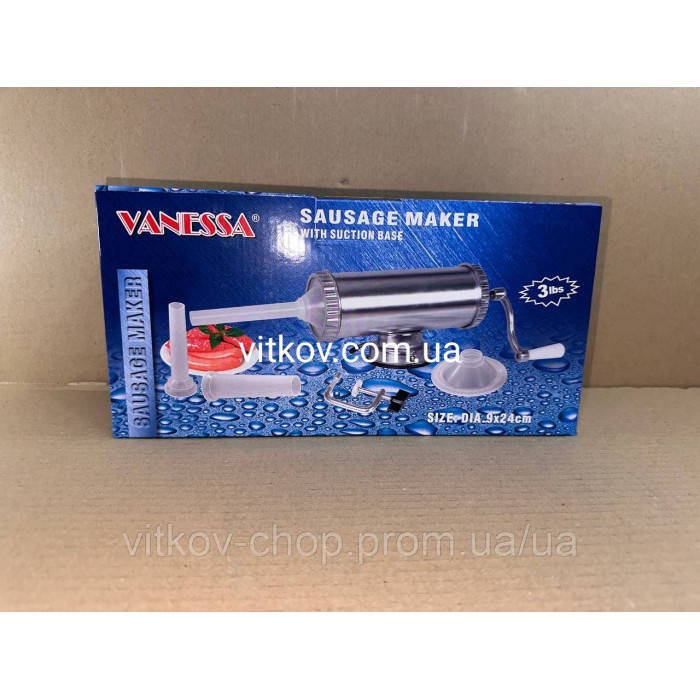 VANESSA®
SAUSAGE MAKER
WITH SUCTION BASE
3lbs
SAUSAGE MAKER
vitkov.com.ua
SIZE: DIA.9x24cm
vitkov-chop.prom.ua/ua